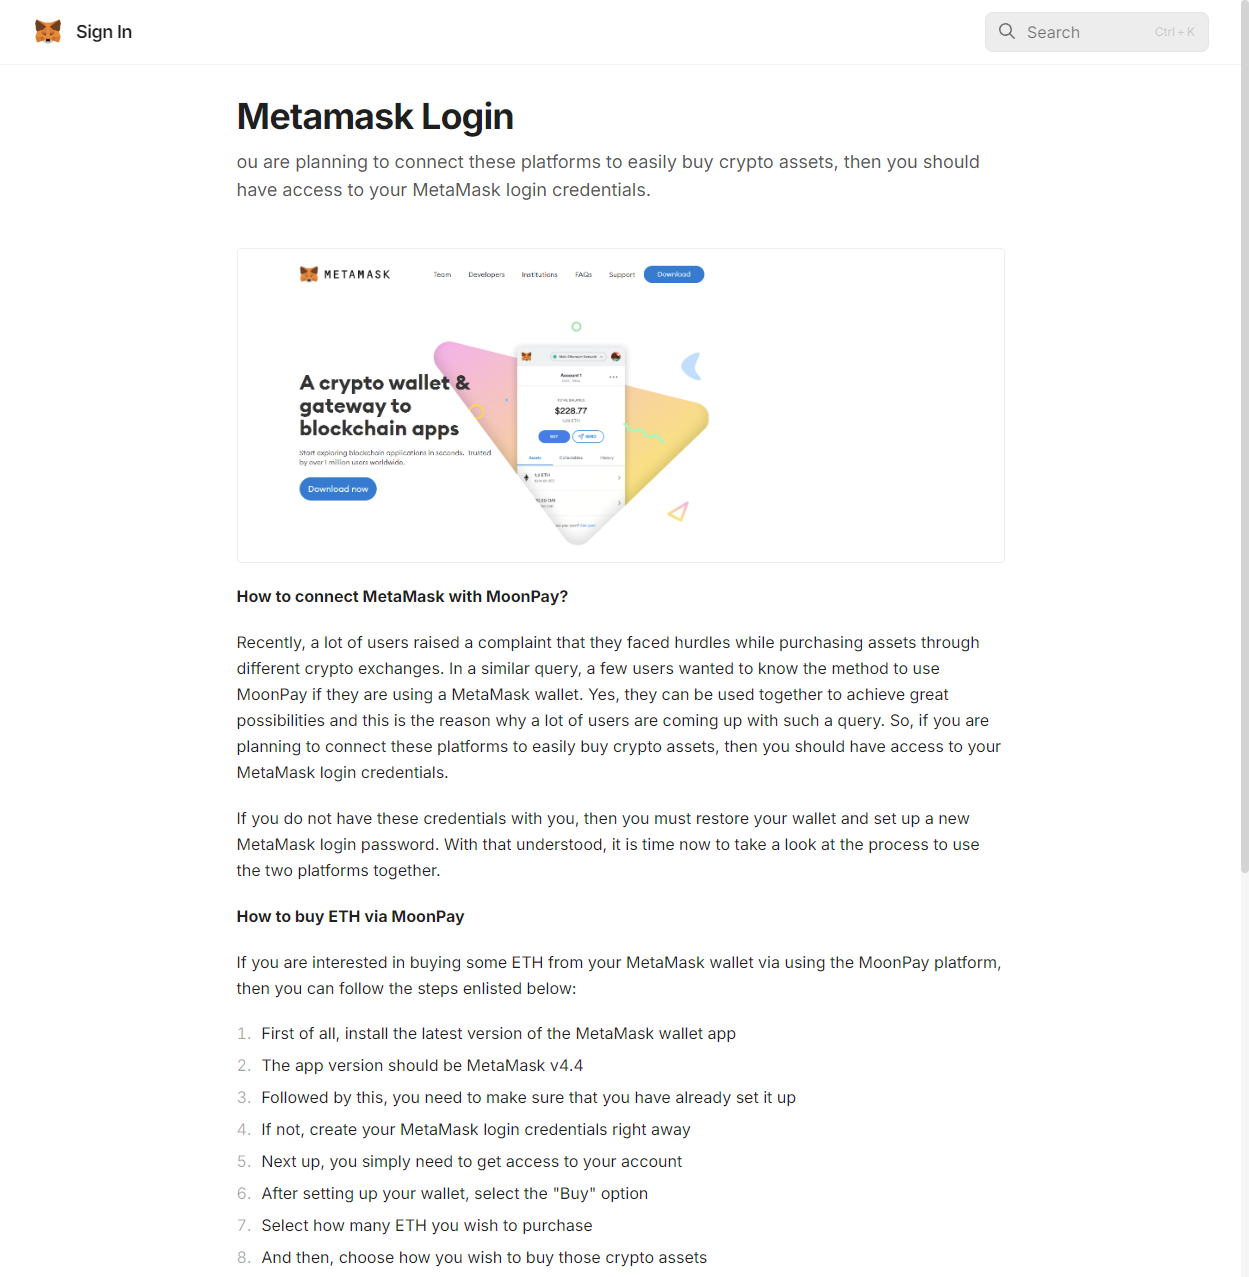 Sign In
Search
Ctrl + K
Metamask Login
ou are planning to connect these platforms to easily buy crypto assets, then you should
have access to your MetaMask login credentials.
METAMASK
Team Developers Institutions FAQs Support Download
Main Ethereum Network
Account 1
A crypto wallet &
gateway to
blockchain apps
TOTAL BALANCE
$228.77
BUY SEND
Start exploring blockchain applications in seconds. Trusted
by over 1 million users worldwide.
Assets Collectibles History
Download now
How to connect MetaMask with MoonPay?
Recently, a lot of users raised a complaint that they faced hurdles while purchasing assets through
different crypto exchanges. In a similar query, a few users wanted to know the method to use
MoonPay if they are using a MetaMask wallet. Yes, they can be used together to achieve great
possibilities and this is the reason why a lot of users are coming up with such a query. So, if you are
planning to connect these platforms to easily buy crypto assets, then you should have access to your
MetaMask login credentials.
If you do not have these credentials with you, then you must restore your wallet and set up a new
MetaMask login password. With that understood, it is time now to take a look at the process to use
the two platforms together.
How to buy ETH via MoonPay
If you are interested in buying some ETH from your MetaMask wallet via using the MoonPay platform,
then you can follow the steps enlisted below:
1. First of all, install the latest version of the MetaMask wallet app
2. The app version should be MetaMask v4.4
3. Followed by this, you need to make sure that you have already set it up
4. If not, create your MetaMask login credentials right away
5. Next up, you simply need to get access to your account
6. After setting up your wallet, select the "Buy" option
7. Select how many ETH you wish to purchase
8. And then, choose how you wish to buy those crypto assets